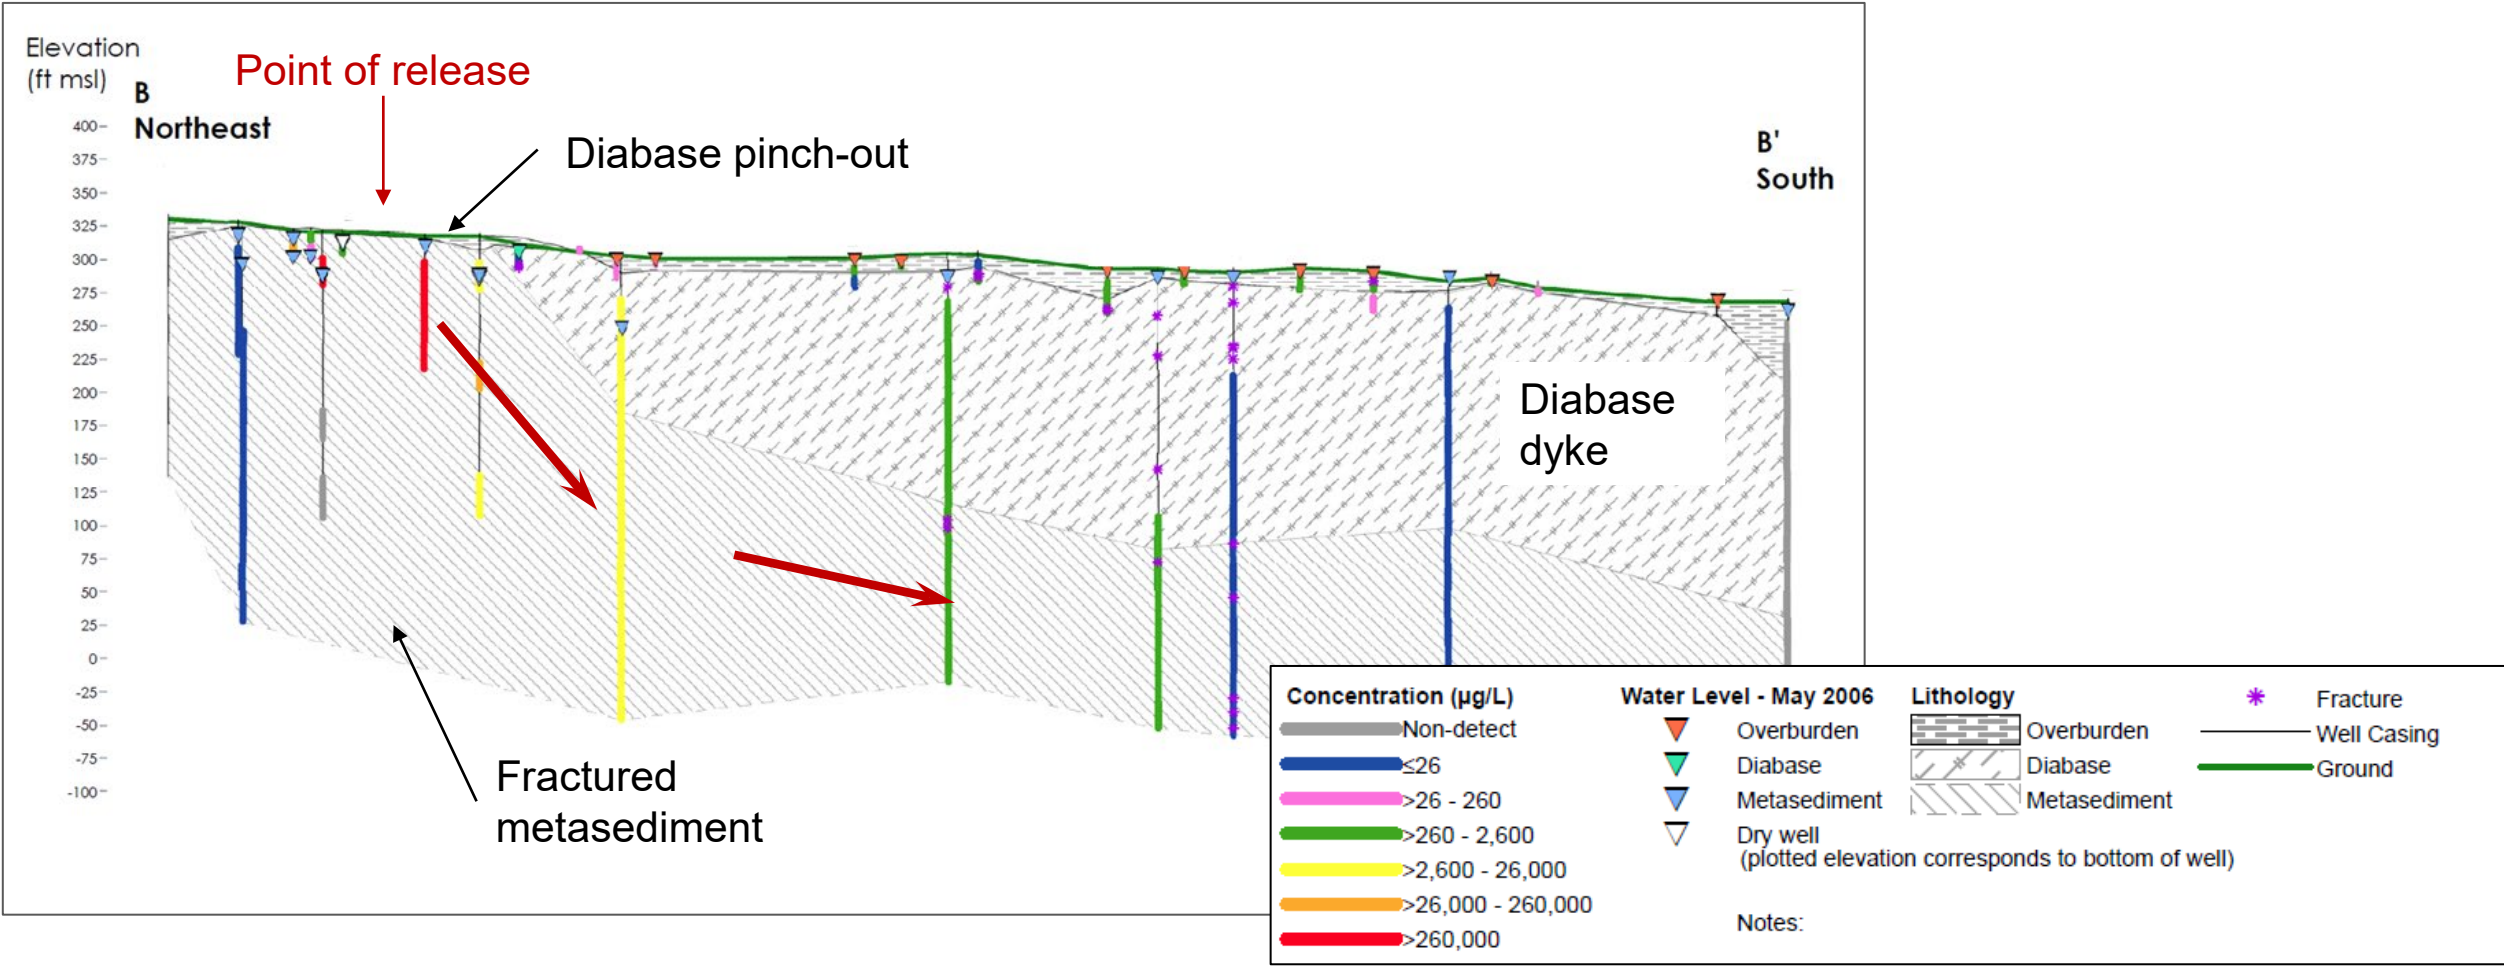 Elevation
(ft msl)
B
Northeast
Point of release
Diabase pinch-out
B'
South
400
375
350
325
300
275
250
225
200
175
150
125
100
75
50
25
0
-25
-50
-75
-100
Diabase
dyke
Fractured
metasediment
Concentration (µg/L)
Non-detect
≤26
>26 - 260
>260 - 2,600
>2,600 - 26,000
>26,000 - 260,000
>260,000
Water Level - May 2006
Overburden
Diabase
Metasediment
Dry well
(plotted elevation corresponds to bottom of well)
Notes:
Lithology
Overburden
Diabase
Metasediment
Fracture
Well Casing
Ground